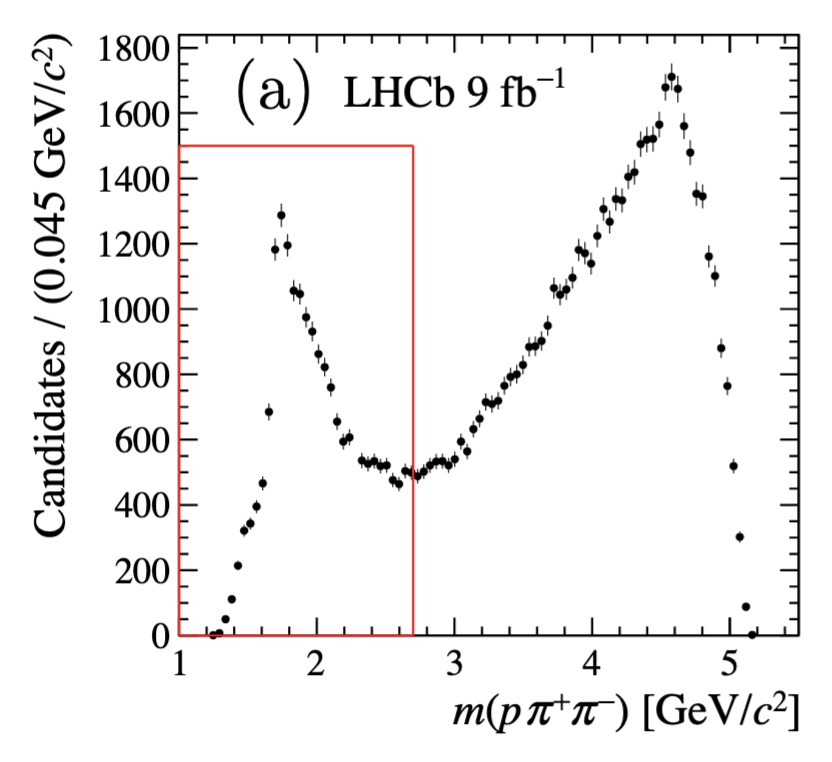 Candidates / (0.045 GeV/c²)
1800
1600
1400
1200
1000
800
600
400
200
0
(a) LHCb 9 fb⁻¹
1 2 3 4 5
m(pπ⁺π⁻) [GeV/c²]